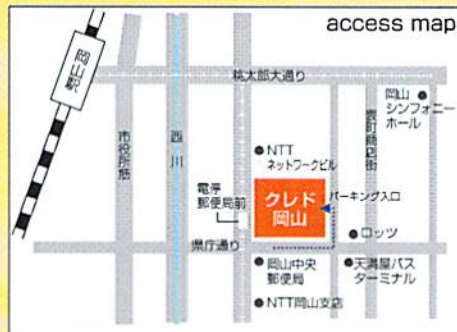 access map
岡山駅
桃太郎大通り
岡山
シンフォニー
ホール
市役所筋
西川
表町商店街
NTT
ネットワークビル
電停
郵便局前
クレド
岡山
パーキング入口
県庁通り
ロッツ
岡山中央
郵便局
天満屋バス
ターミナル
NTT岡山支店